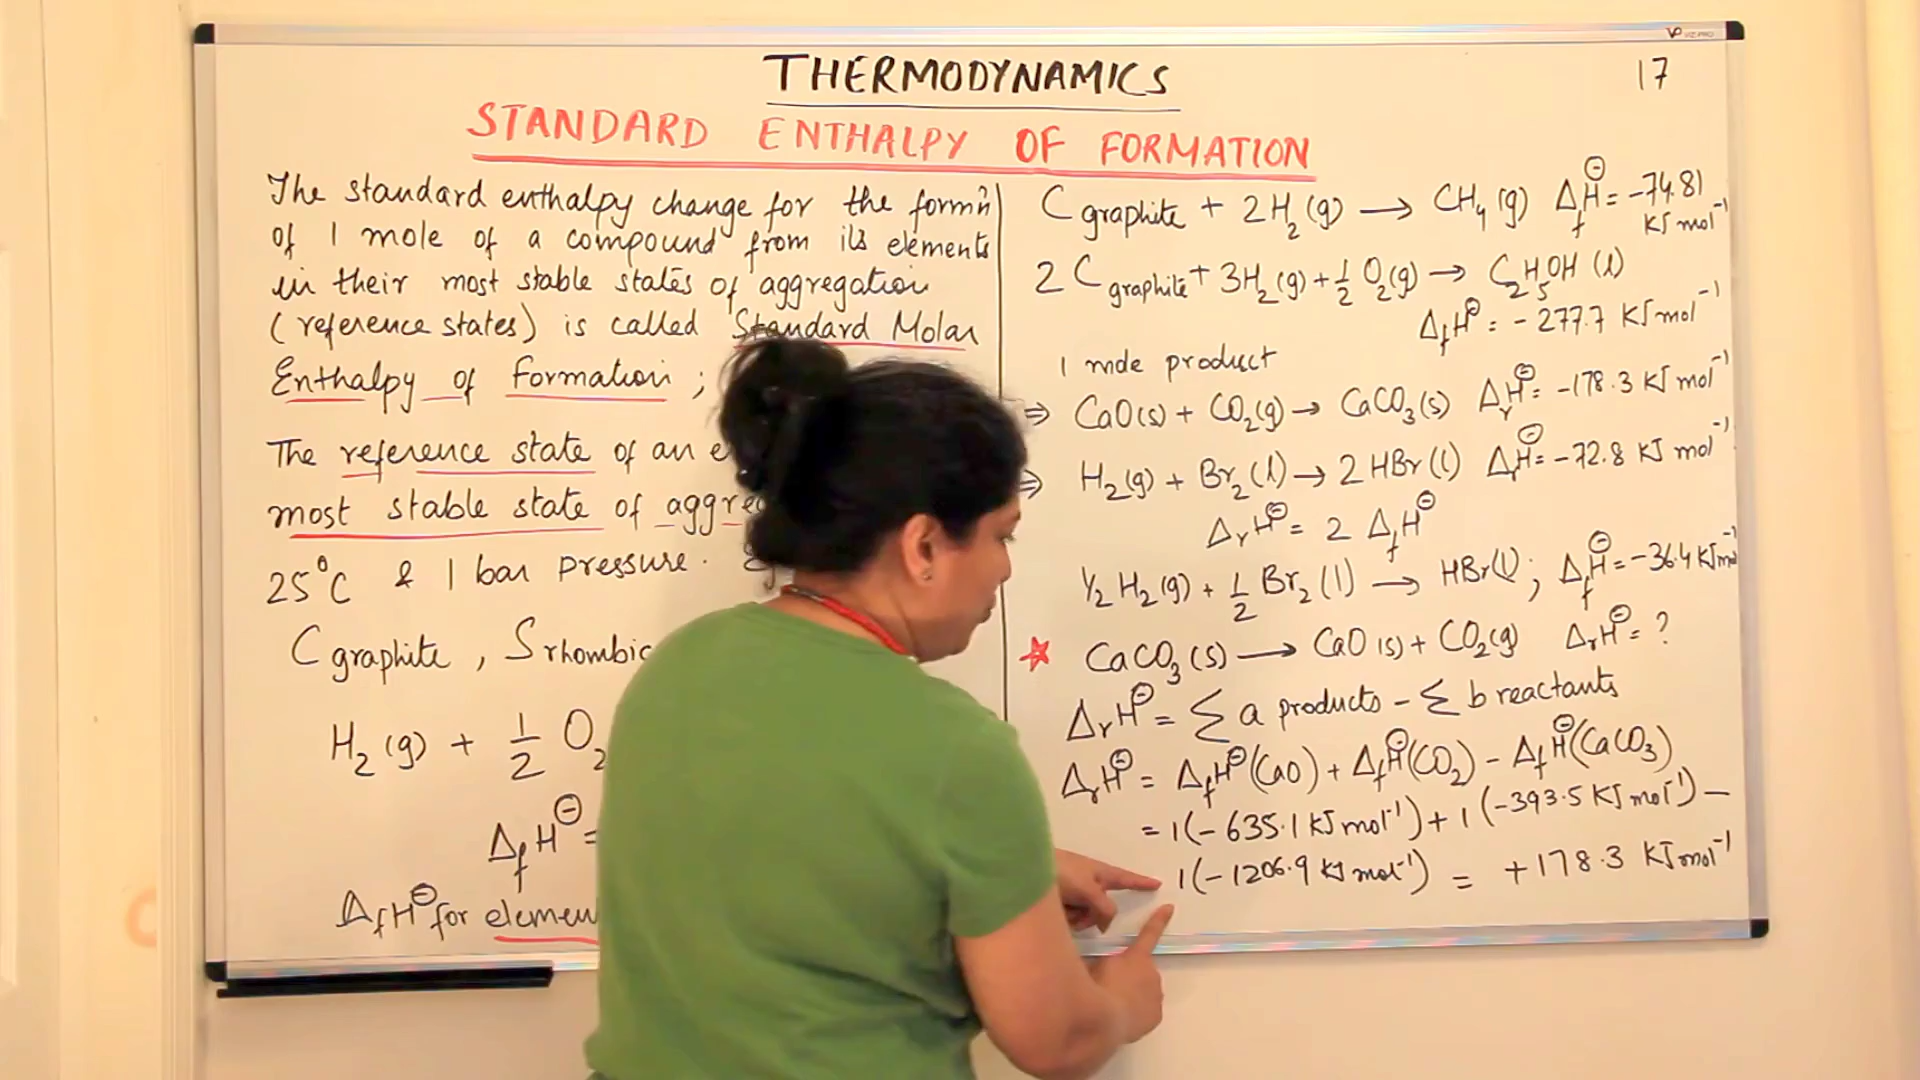 VP VIZ-PRO
THERMODYNAMICS
17
STANDARD ENTHALPY OF FORMATION
The standard enthalpy change for the form'n
of 1 mole of a compound from its elements
in their most stable states of aggregation
(reference states) is called Standard Molar
Enthalpy of formation ;
The reference state of an
most stable state of
25°C & 1 bar pressure.
C graphite , S rhombic
H₂(g) + 1/2 O₂
ΔfH⊖ =
ΔfH⊖ for
C graphite + 2H₂(g) → CH₄(g) ΔfH⊖ = -74.81
KJ mol⁻¹
2 C graphite + 3H₂(g) + 1/2 O₂(g) → C₂H₅OH (l)
ΔfH⊖ = - 277.7 KJ mol⁻¹
1 mole product
⇒ CaO(s) + CO₂(g) → CaCO₃(s) ΔrH⊖ = -178.3 KJ mol⁻¹
⇒ H₂(g) + Br₂(l) → 2 HBr(l) ΔrH⊖ = -72.8 KJ mol⁻¹
ΔrH⊖ = 2 ΔfH⊖
1/2 H₂(g) + 1/2 Br₂(l) → HBr(l) ; ΔfH⊖ = -36.4 KJ mo
★ CaCO₃(s) → CaO(s) + CO₂(g) ΔrH⊖ = ?
ΔrH⊖ = Σ a products - Σ b reactants
ΔrH⊖ = ΔfH⊖(CaO) + ΔfH⊖(CO₂) - ΔfH⊖(CaCO₃)
= 1(- 635.1 KJ mol⁻¹) + 1(-393.5 KJ mol⁻¹) -
1(-1206.9 KJ mol⁻¹) = +178.3 KJ mol⁻¹